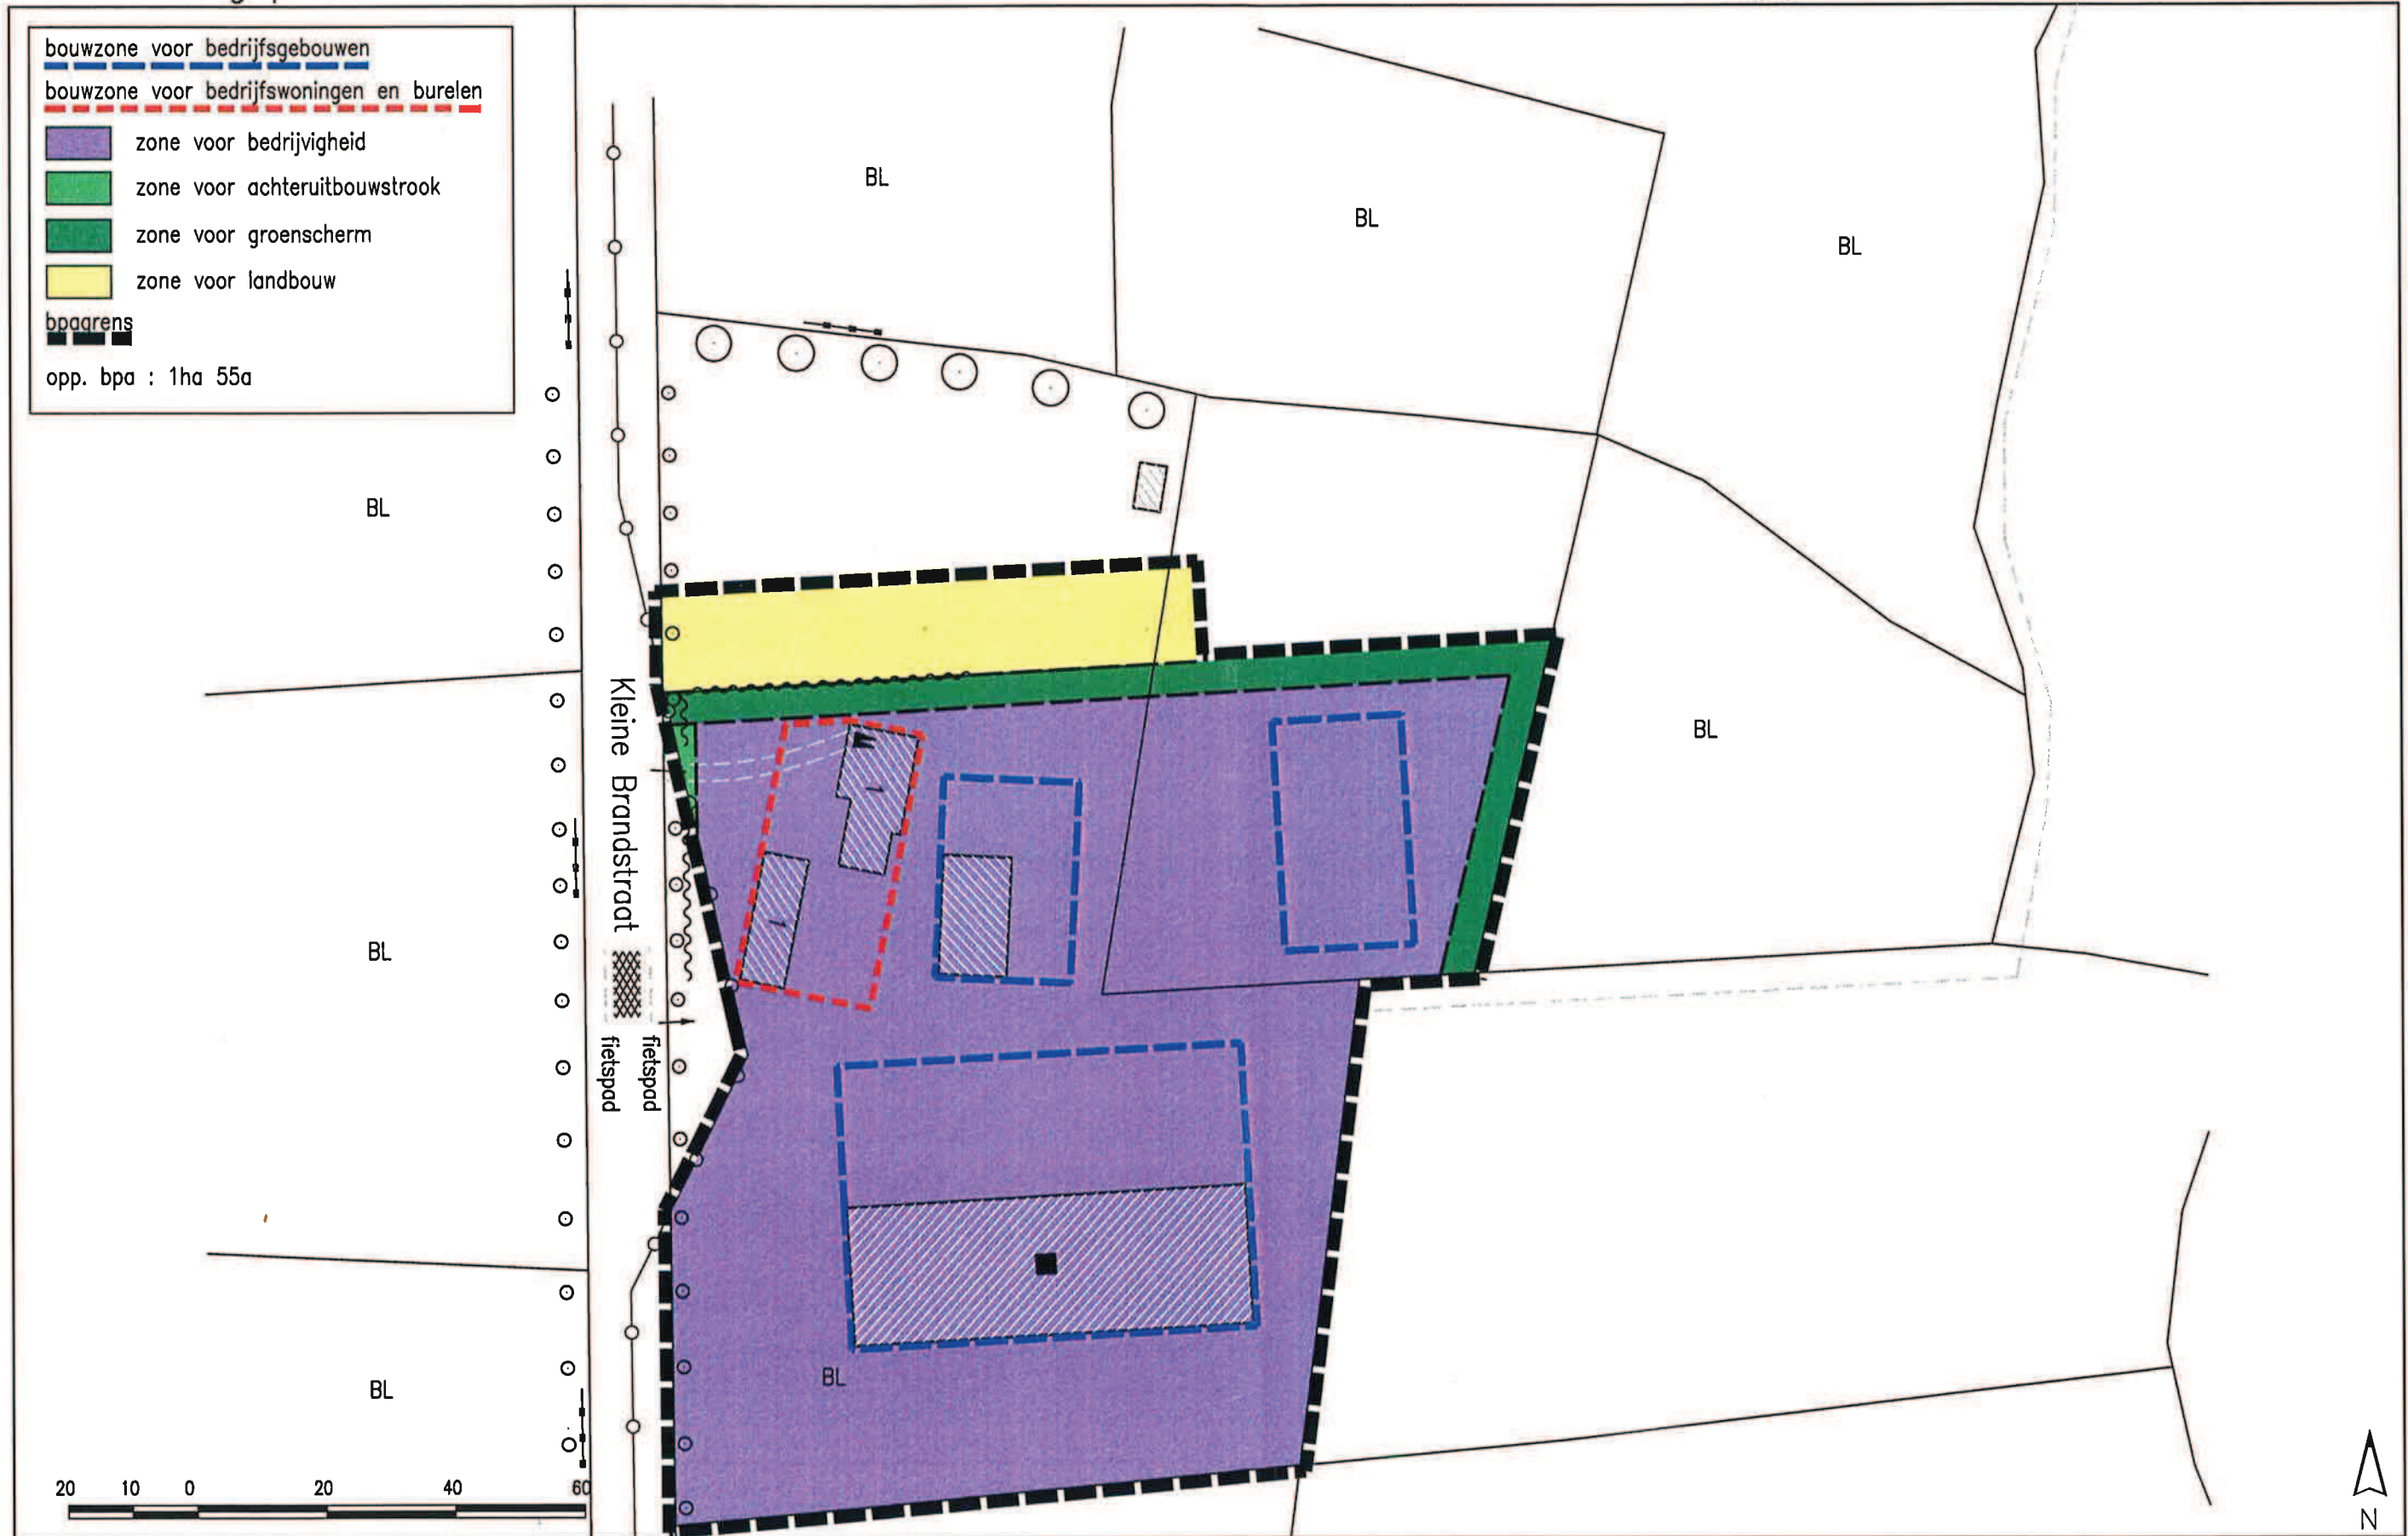 bouwzone voor bedrijfsgebouwen
bouwzone voor bedrijfswoningen en burelen
zone voor bedrijvigheid
zone voor achteruitbouwstrook
zone voor groenscherm
zone voor landbouw
bpagrens
opp. bpa : 1ha 55a
BL
BL
BL
BL
BL
BL
BL
BL
Kleine Brandstraat
fietspad
fietspad
1
1
20 10 0 20 40 60
N